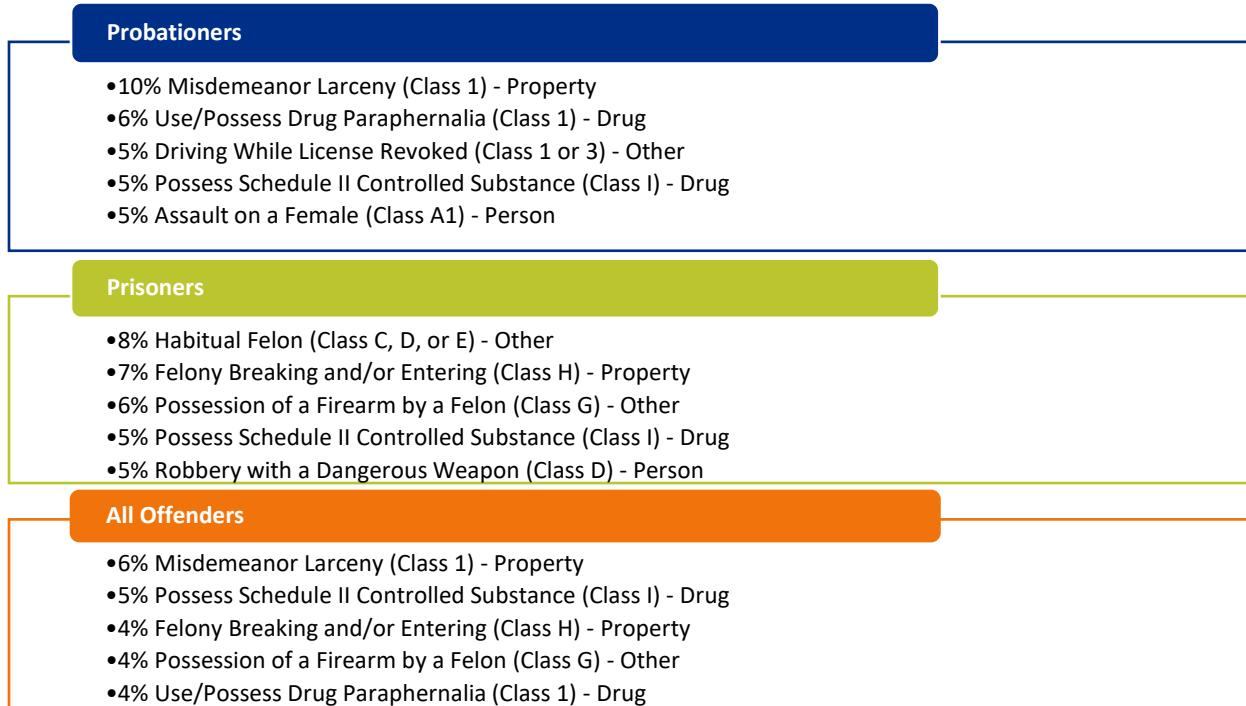 Probationers
•10% Misdemeanor Larceny (Class 1) - Property
•6% Use/Possess Drug Paraphernalia (Class 1) - Drug
•5% Driving While License Revoked (Class 1 or 3) - Other
•5% Possess Schedule II Controlled Substance (Class I) - Drug
•5% Assault on a Female (Class A1) - Person
Prisoners
•8% Habitual Felon (Class C, D, or E) - Other
•7% Felony Breaking and/or Entering (Class H) - Property
•6% Possession of a Firearm by a Felon (Class G) - Other
•5% Possess Schedule II Controlled Substance (Class I) - Drug
•5% Robbery with a Dangerous Weapon (Class D) - Person
All Offenders
•6% Misdemeanor Larceny (Class 1) - Property
•5% Possess Schedule II Controlled Substance (Class I) - Drug
•4% Felony Breaking and/or Entering (Class H) - Property
•4% Possession of a Firearm by a Felon (Class G) - Other
•4% Use/Possess Drug Paraphernalia (Class 1) - Drug